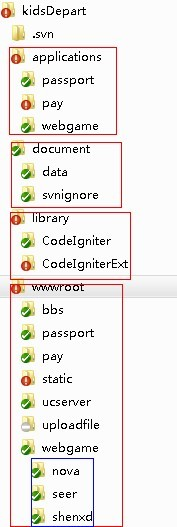 kidsDepart
.svn
applications
passport
pay
webgame
document
data
svnignore
library
CodeIgniter
CodeIgniterExt
wwwroot
bbs
passport
pay
static
ucserver
uploadfile
webgame
nova
seer
shenxd